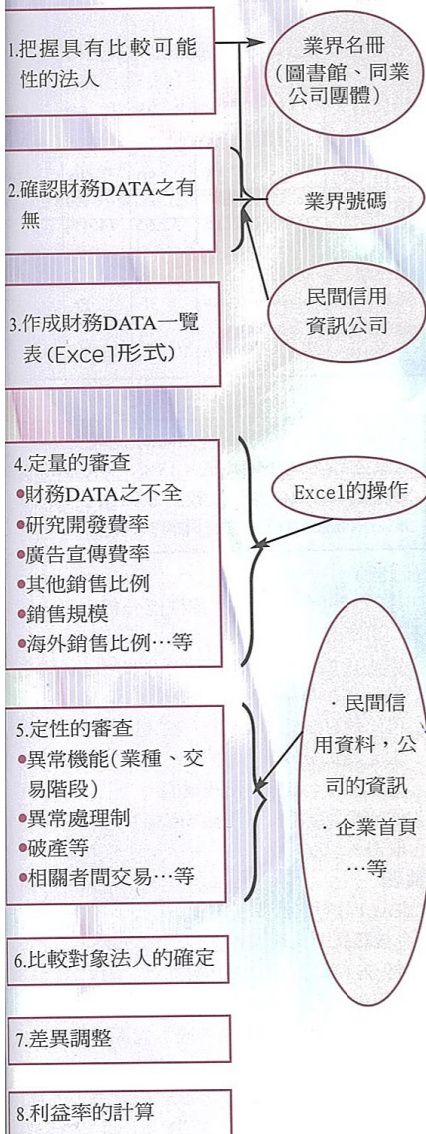 1.把握具有比較可能
性的法人
業界名冊
(圖書館、同業
公司團體)
2.確認財務DATA之有
無
業界號碼
民間信用
資訊公司
3.作成財務DATA一覽
表(Excel形式)
4.定量的審查
●財務DATA之不全
●研究開發費率
●廣告宣傳費率
●其他銷售比例
●銷售規模
●海外銷售比例…等
Excel的操作
5.定性的審查
●異常機能(業種、交
易階段)
●異常處理制
●破產等
●相關者間交易…等
·民間信
用資料，公
司的資訊
·企業首頁
…等
6.比較對象法人的確定
7.差異調整
8.利益率的計算